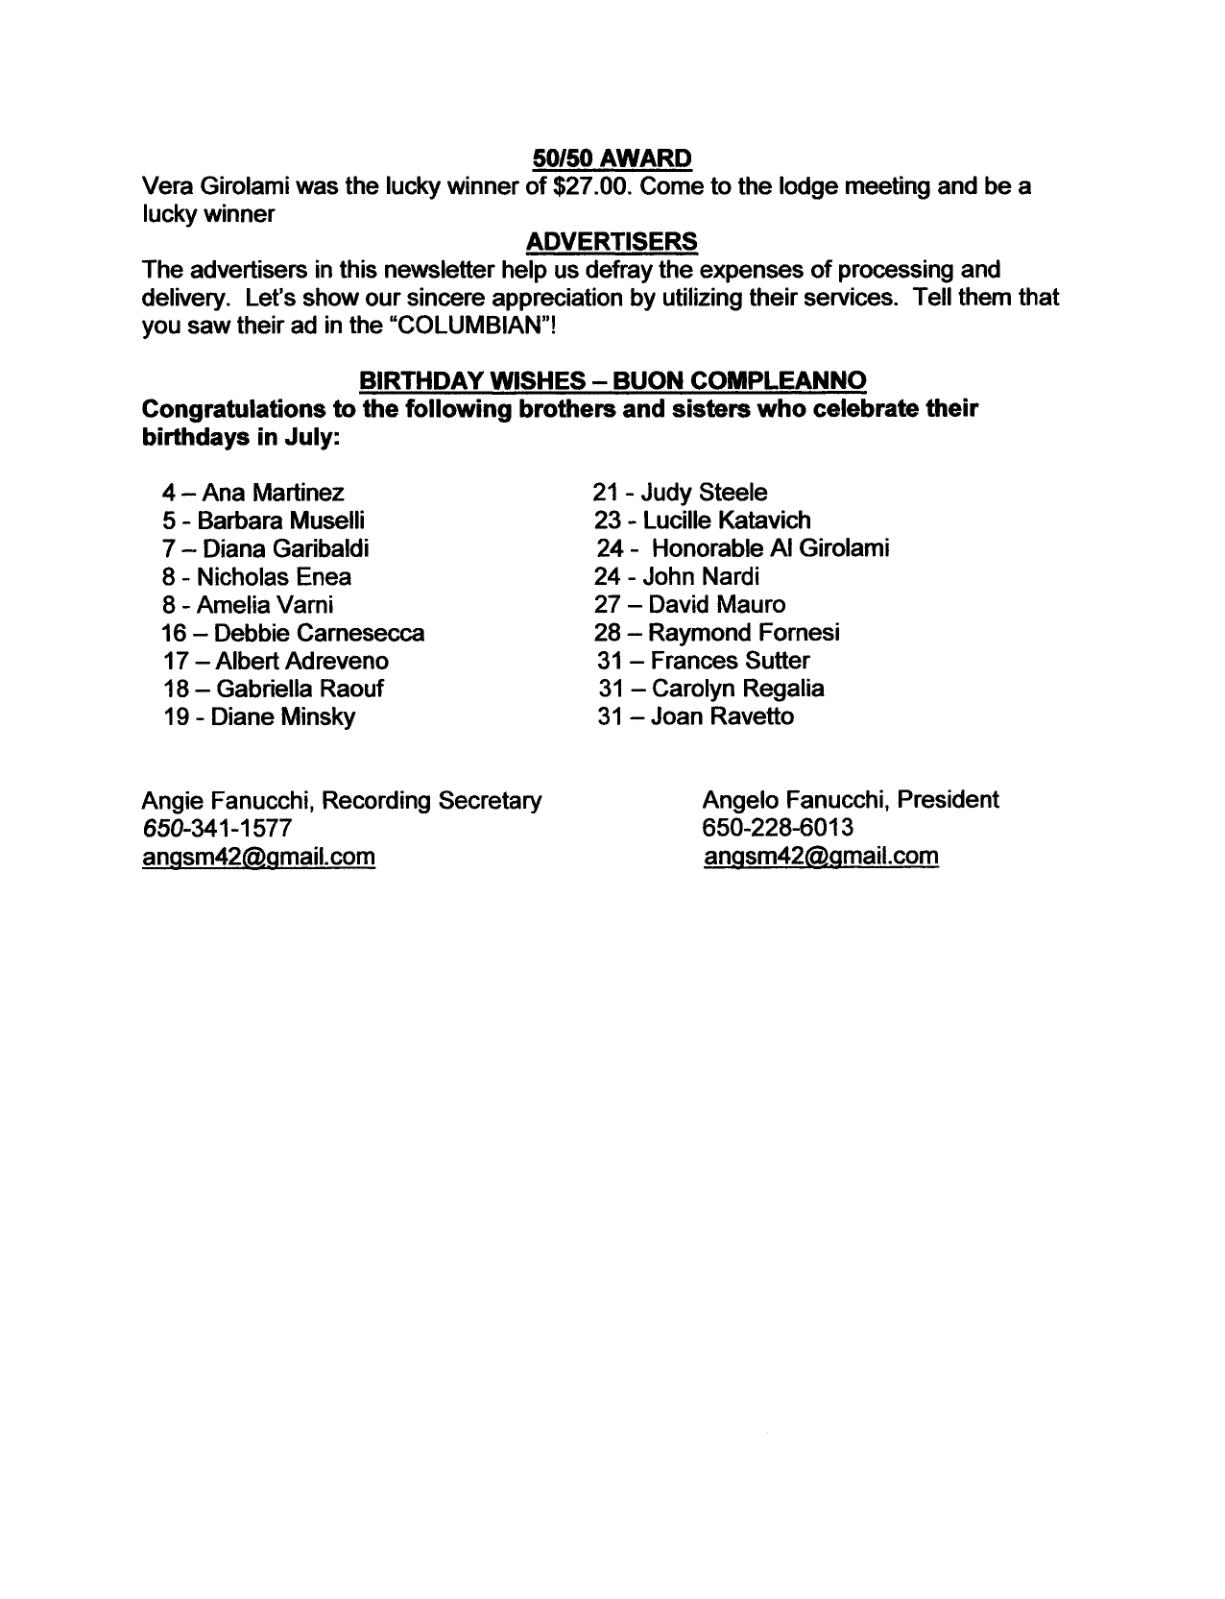 50/50 AWARD
Vera Girolami was the lucky winner of $27.00. Come to the lodge meeting and be a
lucky winner
ADVERTISERS
The advertisers in this newsletter help us defray the expenses of processing and
delivery.  Let's show our sincere appreciation by utilizing their services.  Tell them that
you saw their ad in the “COLUMBIAN”!
BIRTHDAY WISHES – BUON COMPLEANNO
Congratulations to the following brothers and sisters who celebrate their
birthdays in July:
4 – Ana Martinez
5 - Barbara Muselli
7 – Diana Garibaldi
8 - Nicholas Enea
8 - Amelia Varni
16 – Debbie Carnesecca
17 – Albert Adreveno
18 – Gabriella Raouf
19 - Diane Minsky
21 - Judy Steele
23 - Lucille Katavich
24 -  Honorable Al Girolami
24 - John Nardi
27 – David Mauro
28 – Raymond Fornesi
31 – Frances Sutter
31 – Carolyn Regalia
31 – Joan Ravetto
Angie Fanucchi, Recording Secretary
650-341-1577
angsm42@gmail.com
Angelo Fanucchi, President
650-228-6013
angsm42@gmail.com